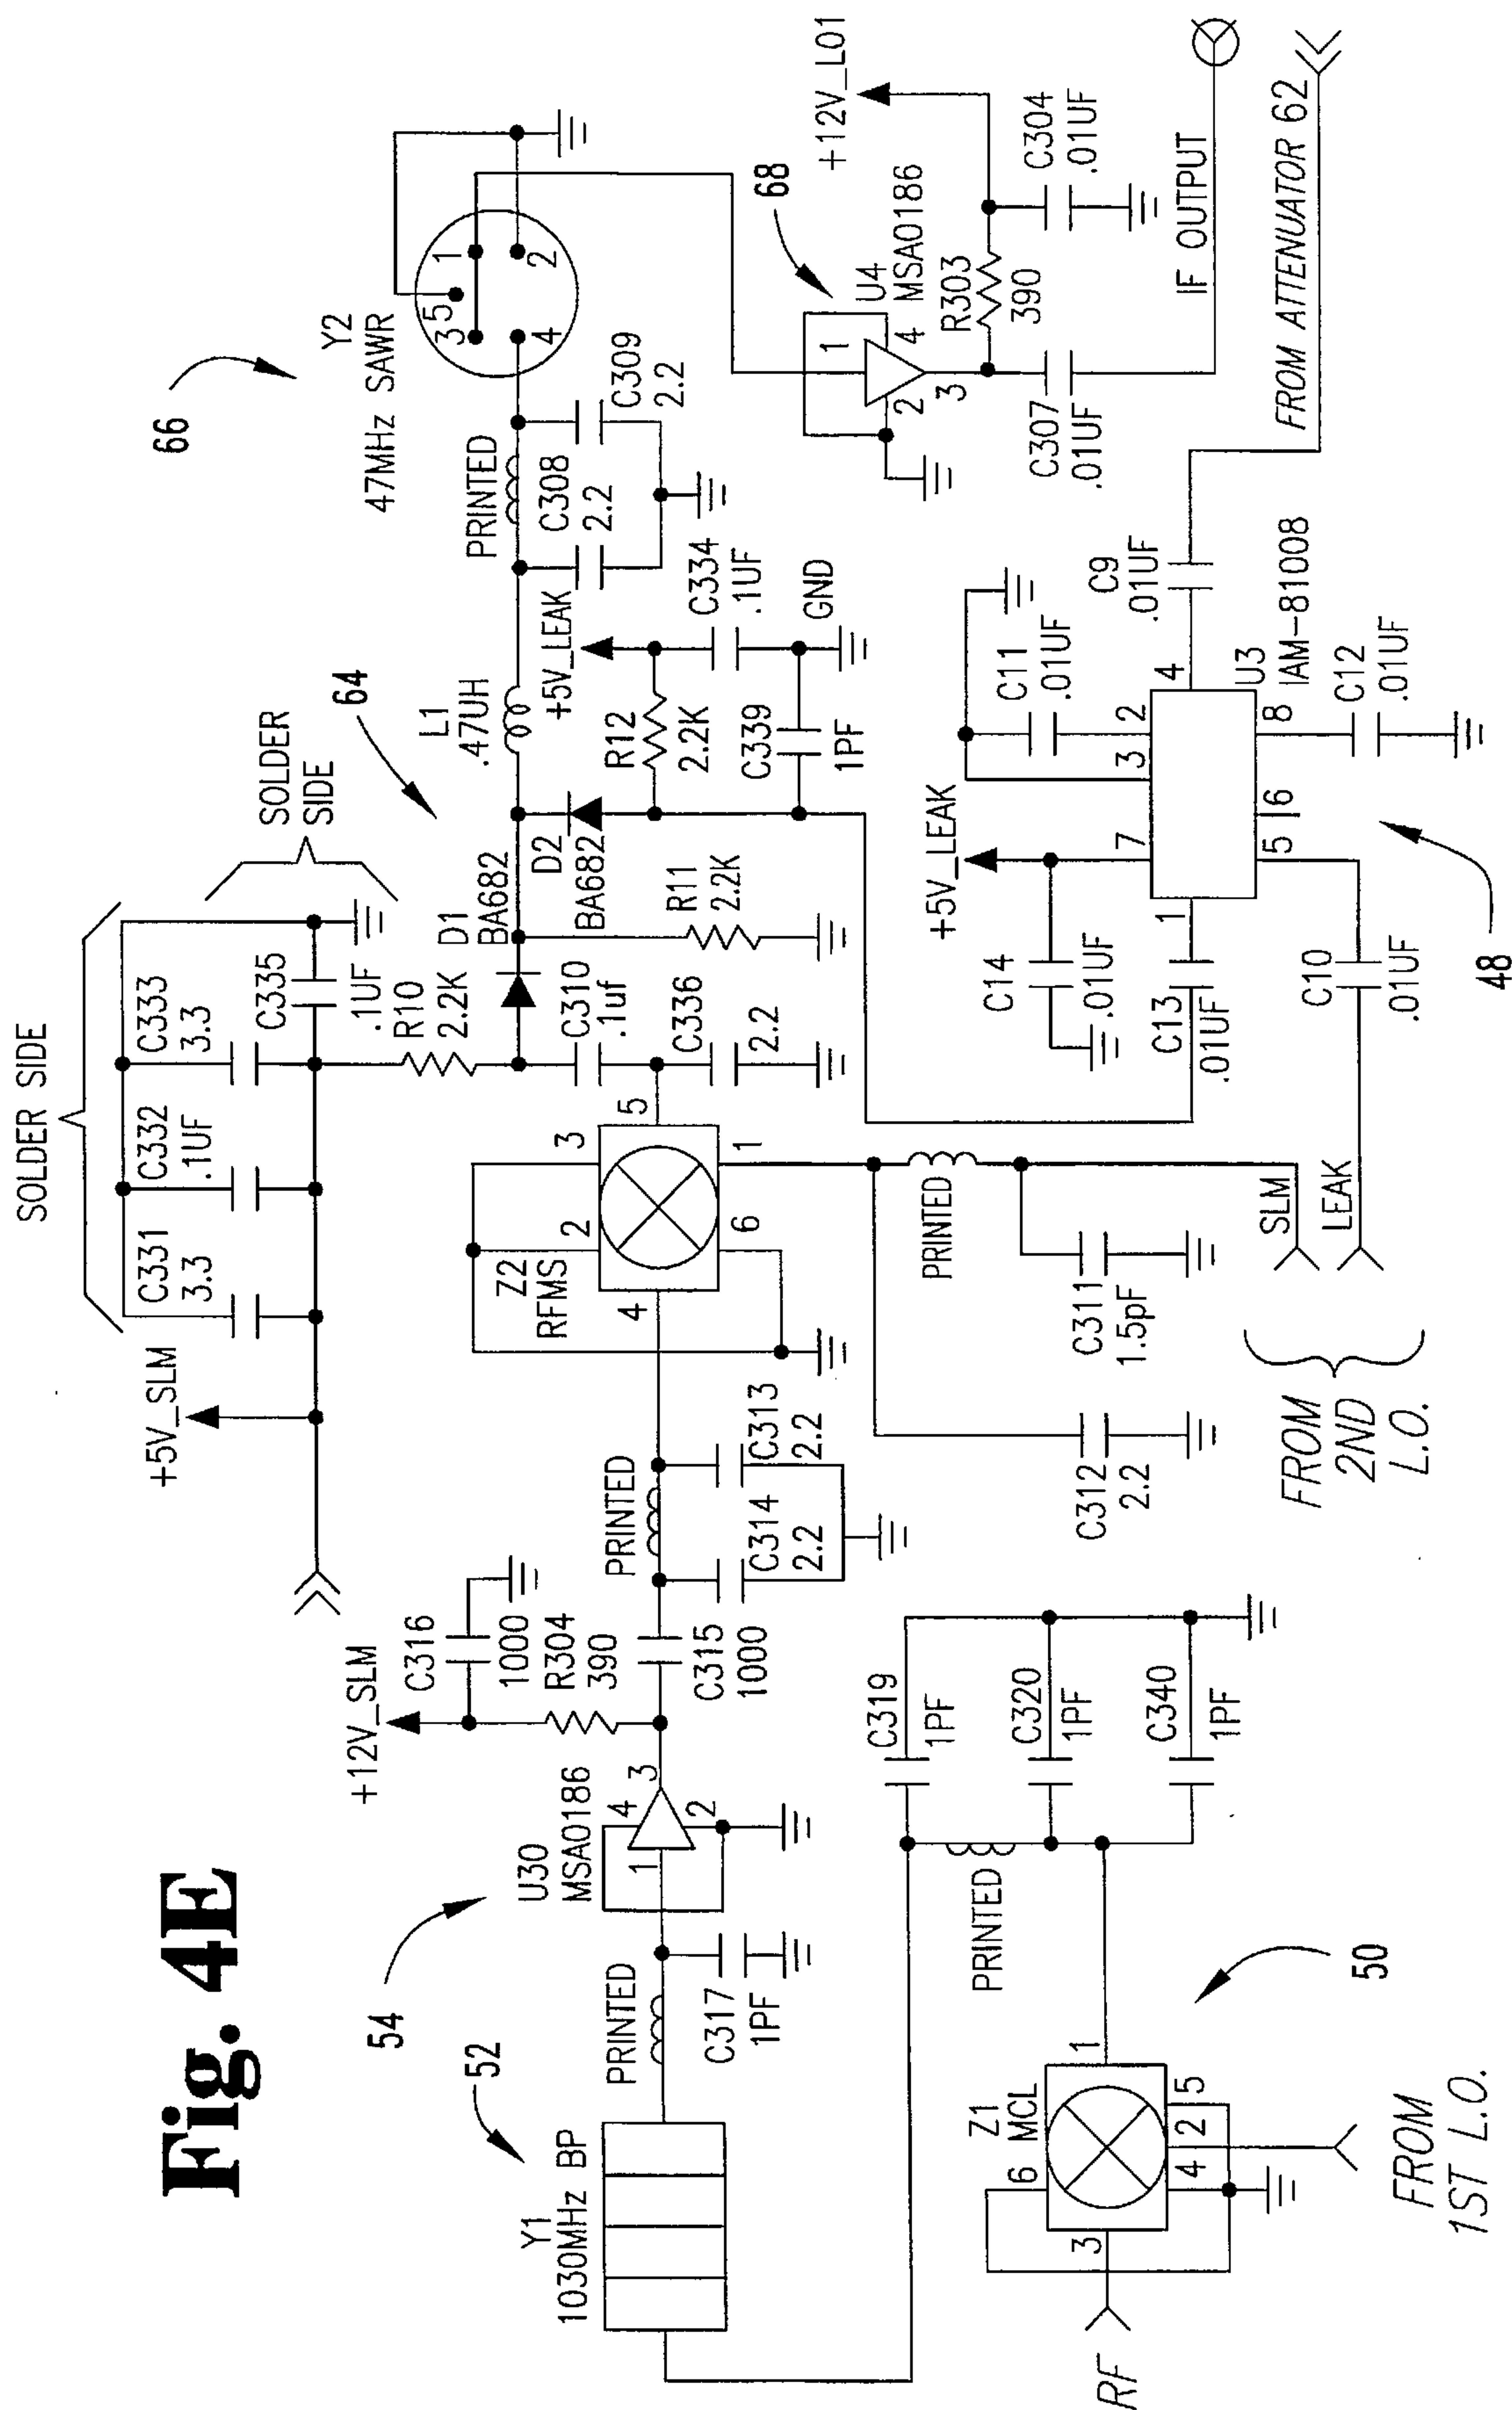 Fig. 4E
SOLDER SIDE
SOLDER
SIDE
+5V_SLM
C331
3.3
C332
.1UF
C333
3.3
C335
.1UF
R10
2.2K
D1
BA682
D2
BA682
64
L1
.47UH
66
Y2
47MHz SAWR
PRINTED
3
5
1
4
2
C308
2.2
C309
2.2
+5V_LEAK
R12
2.2K
C334
.1UF
C339
1PF
GND
R11
2.2K
C310
.1uf
C336
2.2
68
U4
MSA0186
1
2
4
3
+12V_LO1
R303
390
C304
.01UF
C307
.01UF
IF OUTPUT
FROM ATTENUATOR 62
54
52
+12V_SLM
C316
1000
R304
390
C315
1000
U30
MSA0186
1
4
3
2
Y1
1030MHz BP
PRINTED
C317
1PF
PRINTED
C314
2.2
C313
2.2
Z2
RFMS
4
2
3
5
6
1
PRINTED
C312
2.2
C311
1.5pF
SLM
LEAK
FROM
2ND
L.O.
+5V_LEAK
C14
.01UF
C13
.01UF
C10
.01UF
1
7
3
2
4
5
6
8
C11
.01UF
C9
.01UF
U3
IAM-81008
C12
.01UF
48
C319
1PF
C320
1PF
C340
1PF
PRINTED
50
Z1
MCL
6
3
1
4
2
5
RF
FROM
1ST L.O.